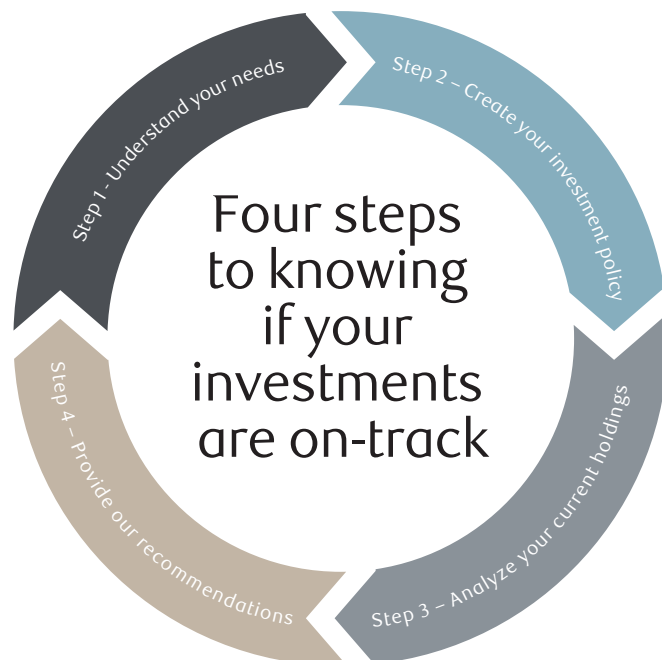 Step 1 - Understand your needs
Step 2 – Create your investment policy
Four steps
to knowing
if your
investments
are on-track
Step 3 – Analyze your current holdings
Step 4 – Provide our recommendations